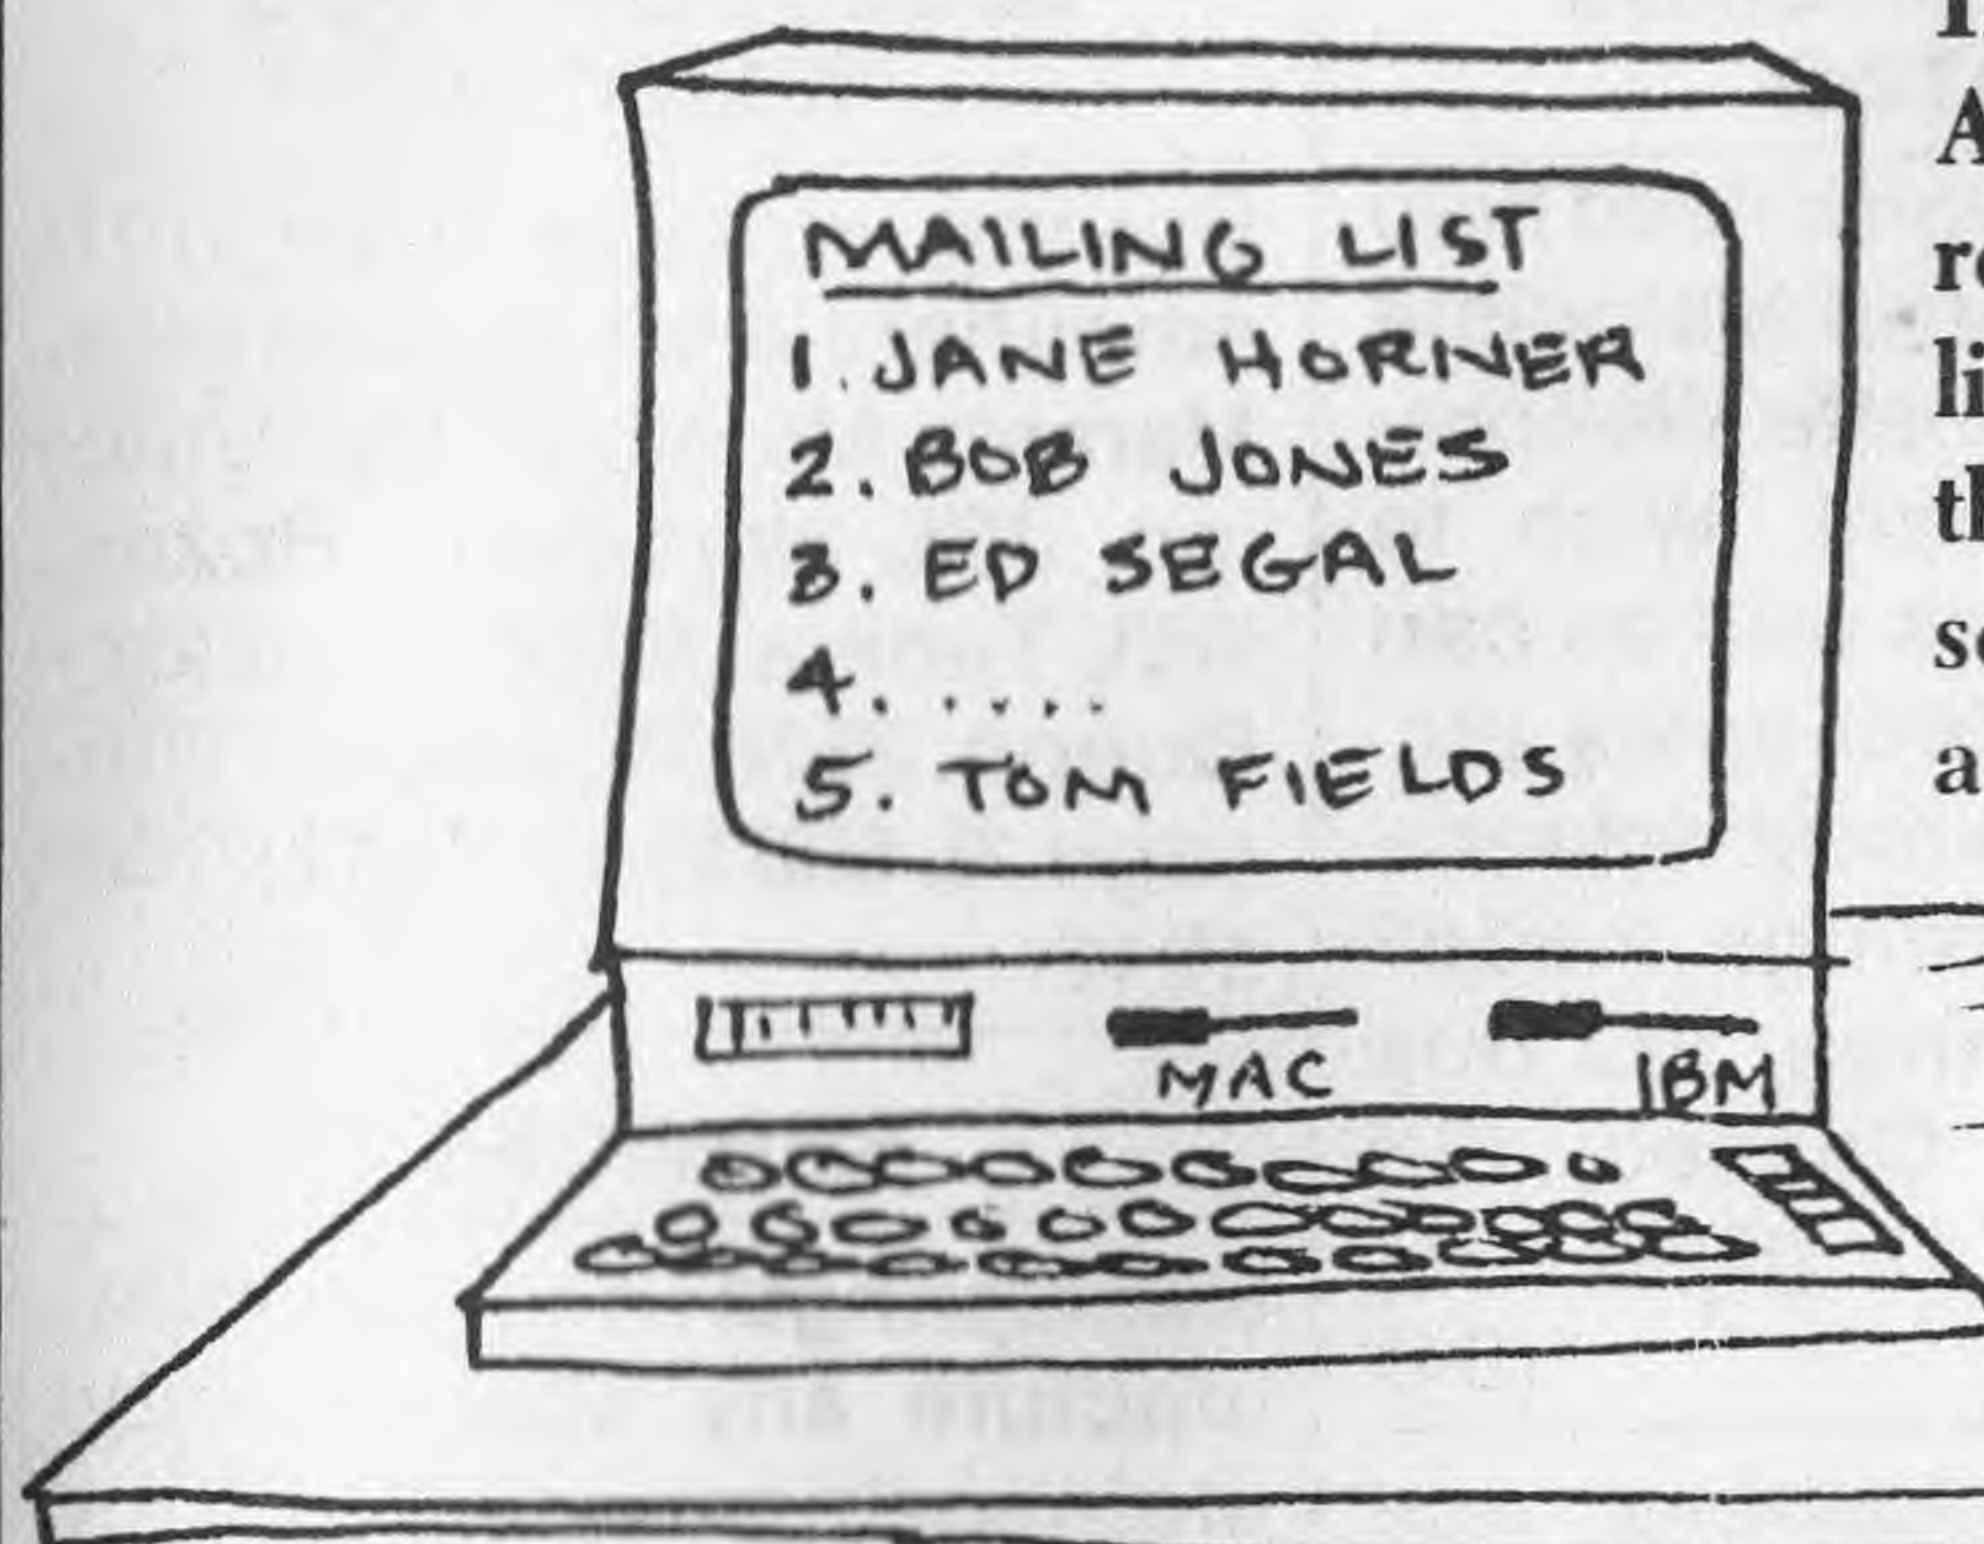 MAILING LIST
1. JANE HORNER
2. BOB JONES
3. ED SEGAL
4. .....
5. TOM FIELDS
MAC
IBM